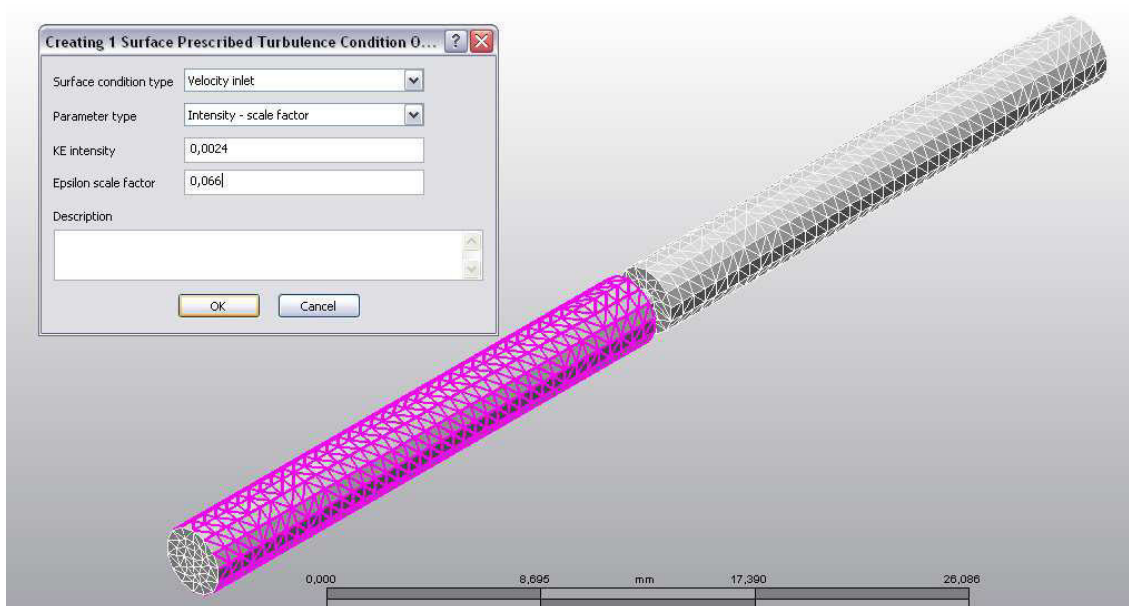 Creating 1 Surface Prescribed Turbulence Condition O...
Surface condition type Velocity inlet
Parameter type Intensity - scale factor
KE intensity 0,0024
Epsilon scale factor 0,066
Description
OK Cancel
0,000 8,695 mm 17,390 26,086